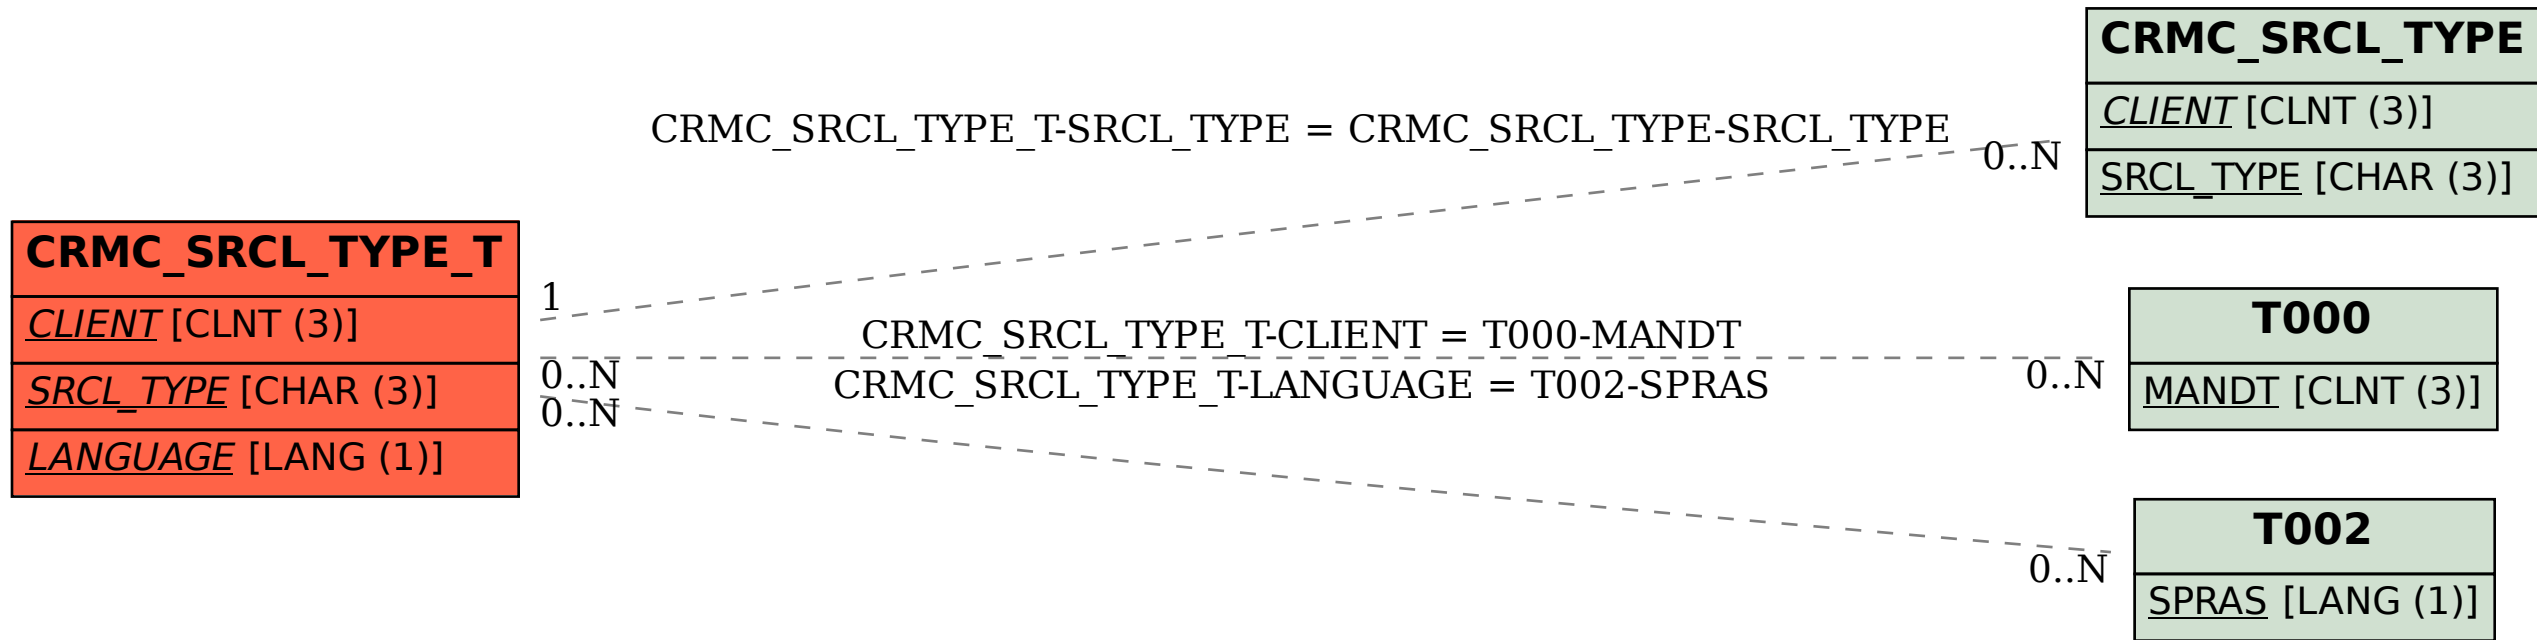 CRMC_SRCL_TYPE
CLIENT [CLNT (3)]
SRCL_TYPE [CHAR (3)]
CRMC_SRCL_TYPE_T-SRCL_TYPE = CRMC_SRCL_TYPE-SRCL_TYPE
0..N
CRMC_SRCL_TYPE_T
CLIENT [CLNT (3)]
SRCL_TYPE [CHAR (3)]
LANGUAGE [LANG (1)]
1
0..N
0..N
CRMC_SRCL_TYPE_T-CLIENT = T000-MANDT
CRMC_SRCL_TYPE_T-LANGUAGE = T002-SPRAS
0..N
T000
MANDT [CLNT (3)]
0..N
T002
SPRAS [LANG (1)]